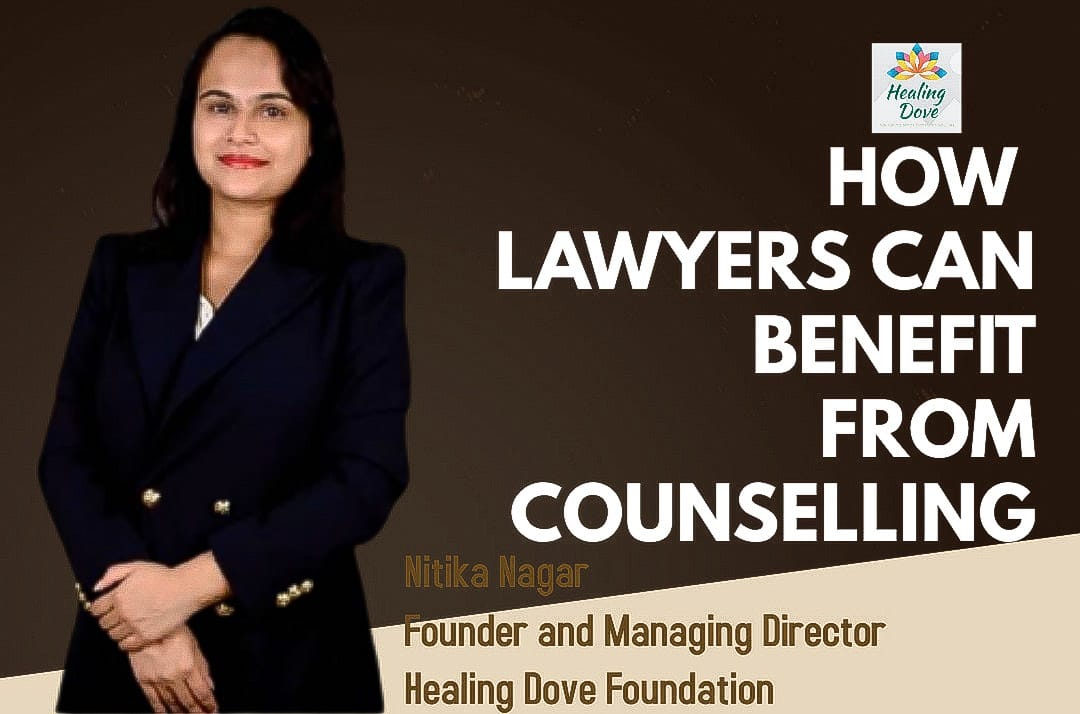 Healing
Dove
HOW
LAWYERS CAN
BENEFIT
FROM
COUNSELLING
Nitika Nagar
Founder and Managing Director
Healing Dove Foundation